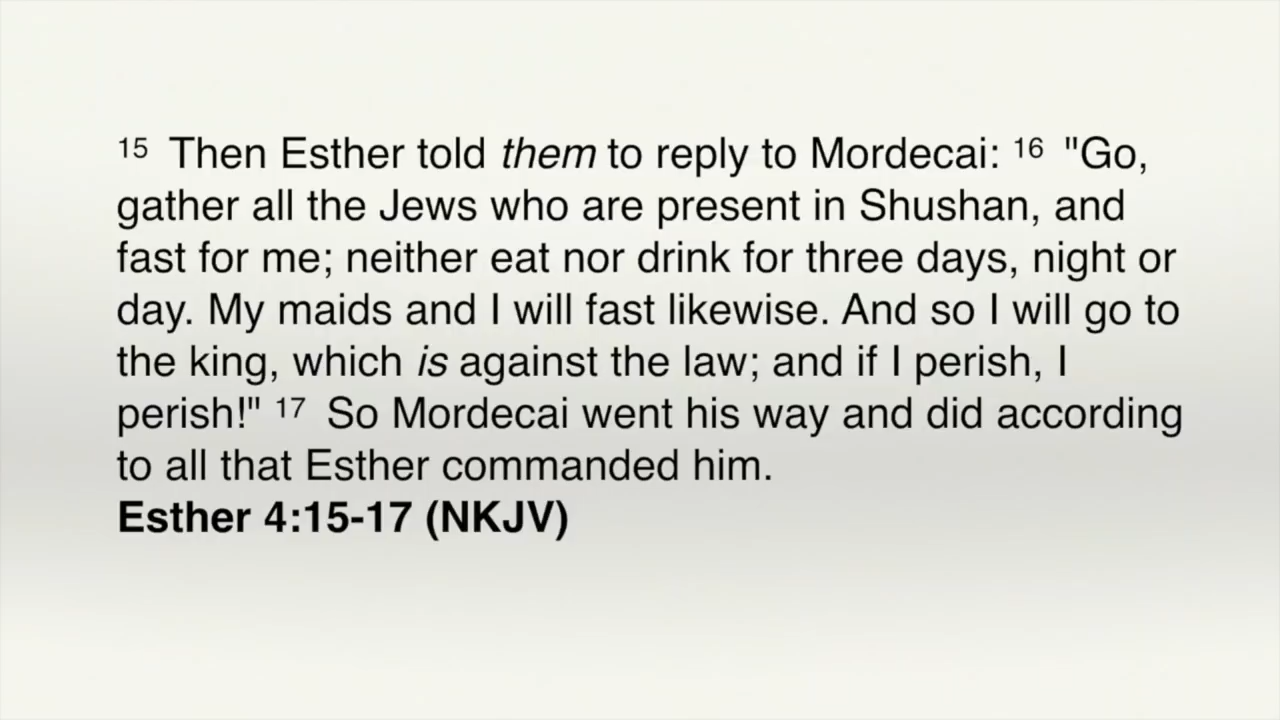 15 Then Esther told them to reply to Mordecai: 16 "Go,
gather all the Jews who are present in Shushan, and
fast for me; neither eat nor drink for three days, night or
day. My maids and I will fast likewise. And so I will go to
the king, which is against the law; and if I perish, I
perish!" 17 So Mordecai went his way and did according
to all that Esther commanded him.
Esther 4:15-17 (NKJV)